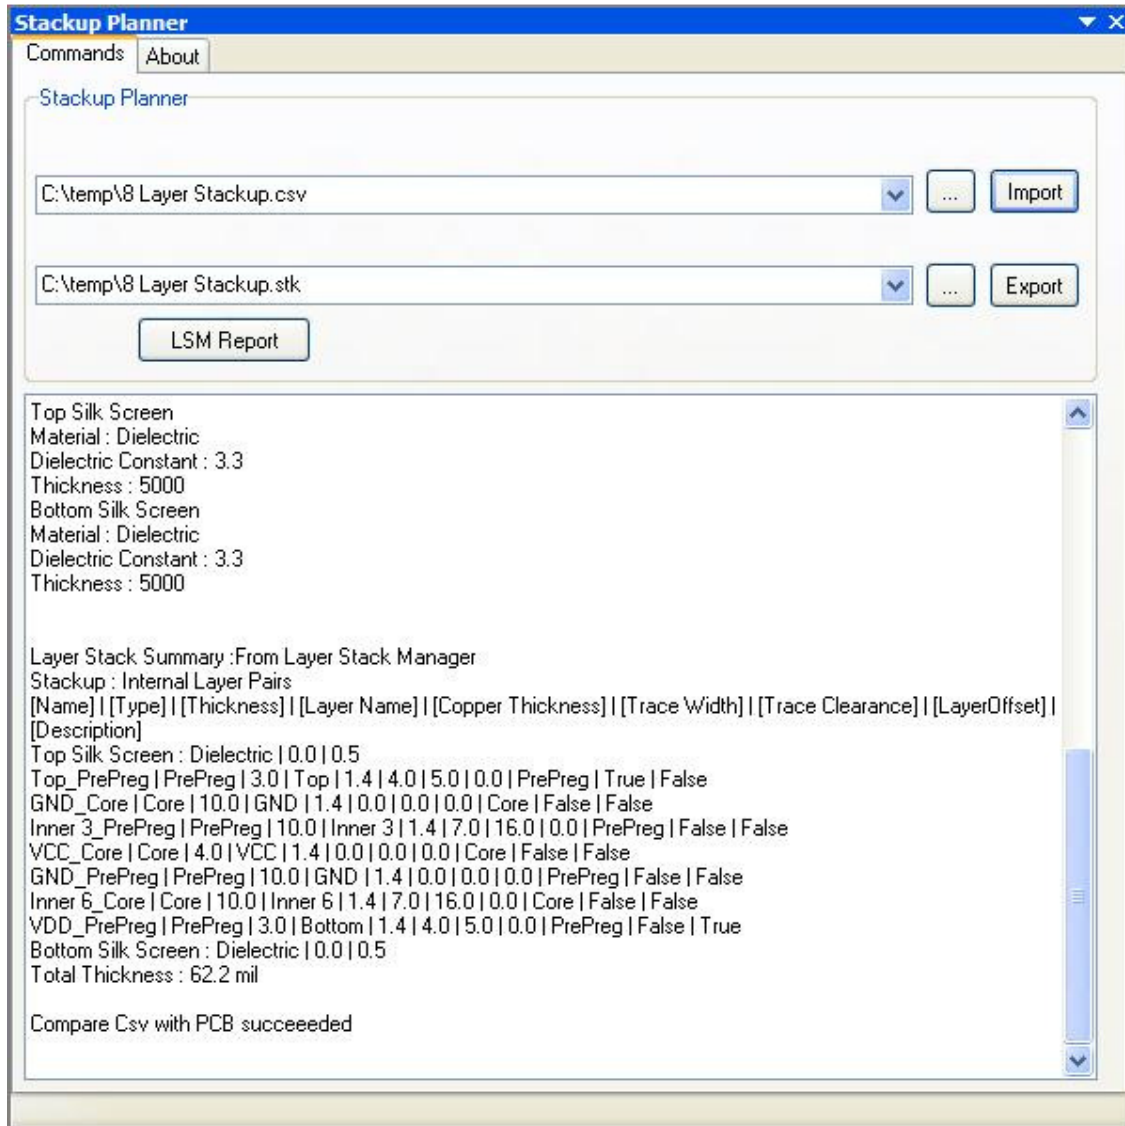 Stackup Planner
Commands
About
Stackup Planner
C:\temp\8 Layer Stackup.csv
...
Import
C:\temp\8 Layer Stackup.stk
...
Export
LSM Report
Top Silk Screen
Material : Dielectric
Dielectric Constant : 3.3
Thickness : 5000
Bottom Silk Screen
Material : Dielectric
Dielectric Constant : 3.3
Thickness : 5000
Layer Stack Summary :From Layer Stack Manager
Stackup : Internal Layer Pairs
[Name] | [Type] | [Thickness] | [Layer Name] | [Copper Thickness] | [Trace Width] | [Trace Clearance] | [LayerOffset] |
[Description]
Top Silk Screen : Dielectric | 0.0 | 0.5
Top_PrePreg | PrePreg | 3.0 | Top | 1.4 | 4.0 | 5.0 | 0.0 | PrePreg | True | False
GND_Core | Core | 10.0 | GND | 1.4 | 0.0 | 0.0 | 0.0 | Core | False | False
Inner 3_PrePreg | PrePreg | 10.0 | Inner 3 | 1.4 | 7.0 | 16.0 | 0.0 | PrePreg | False | False
VCC_Core | Core | 4.0 | VCC | 1.4 | 0.0 | 0.0 | 0.0 | Core | False | False
GND_PrePreg | PrePreg | 10.0 | GND | 1.4 | 0.0 | 0.0 | 0.0 | PrePreg | False | False
Inner 6_Core | Core | 10.0 | Inner 6 | 1.4 | 7.0 | 16.0 | 0.0 | Core | False | False
VDD_PrePreg | PrePreg | 3.0 | Bottom | 1.4 | 4.0 | 5.0 | 0.0 | PrePreg | False | True
Bottom Silk Screen : Dielectric | 0.0 | 0.5
Total Thickness : 62.2 mil
Compare Csv with PCB succeeeded